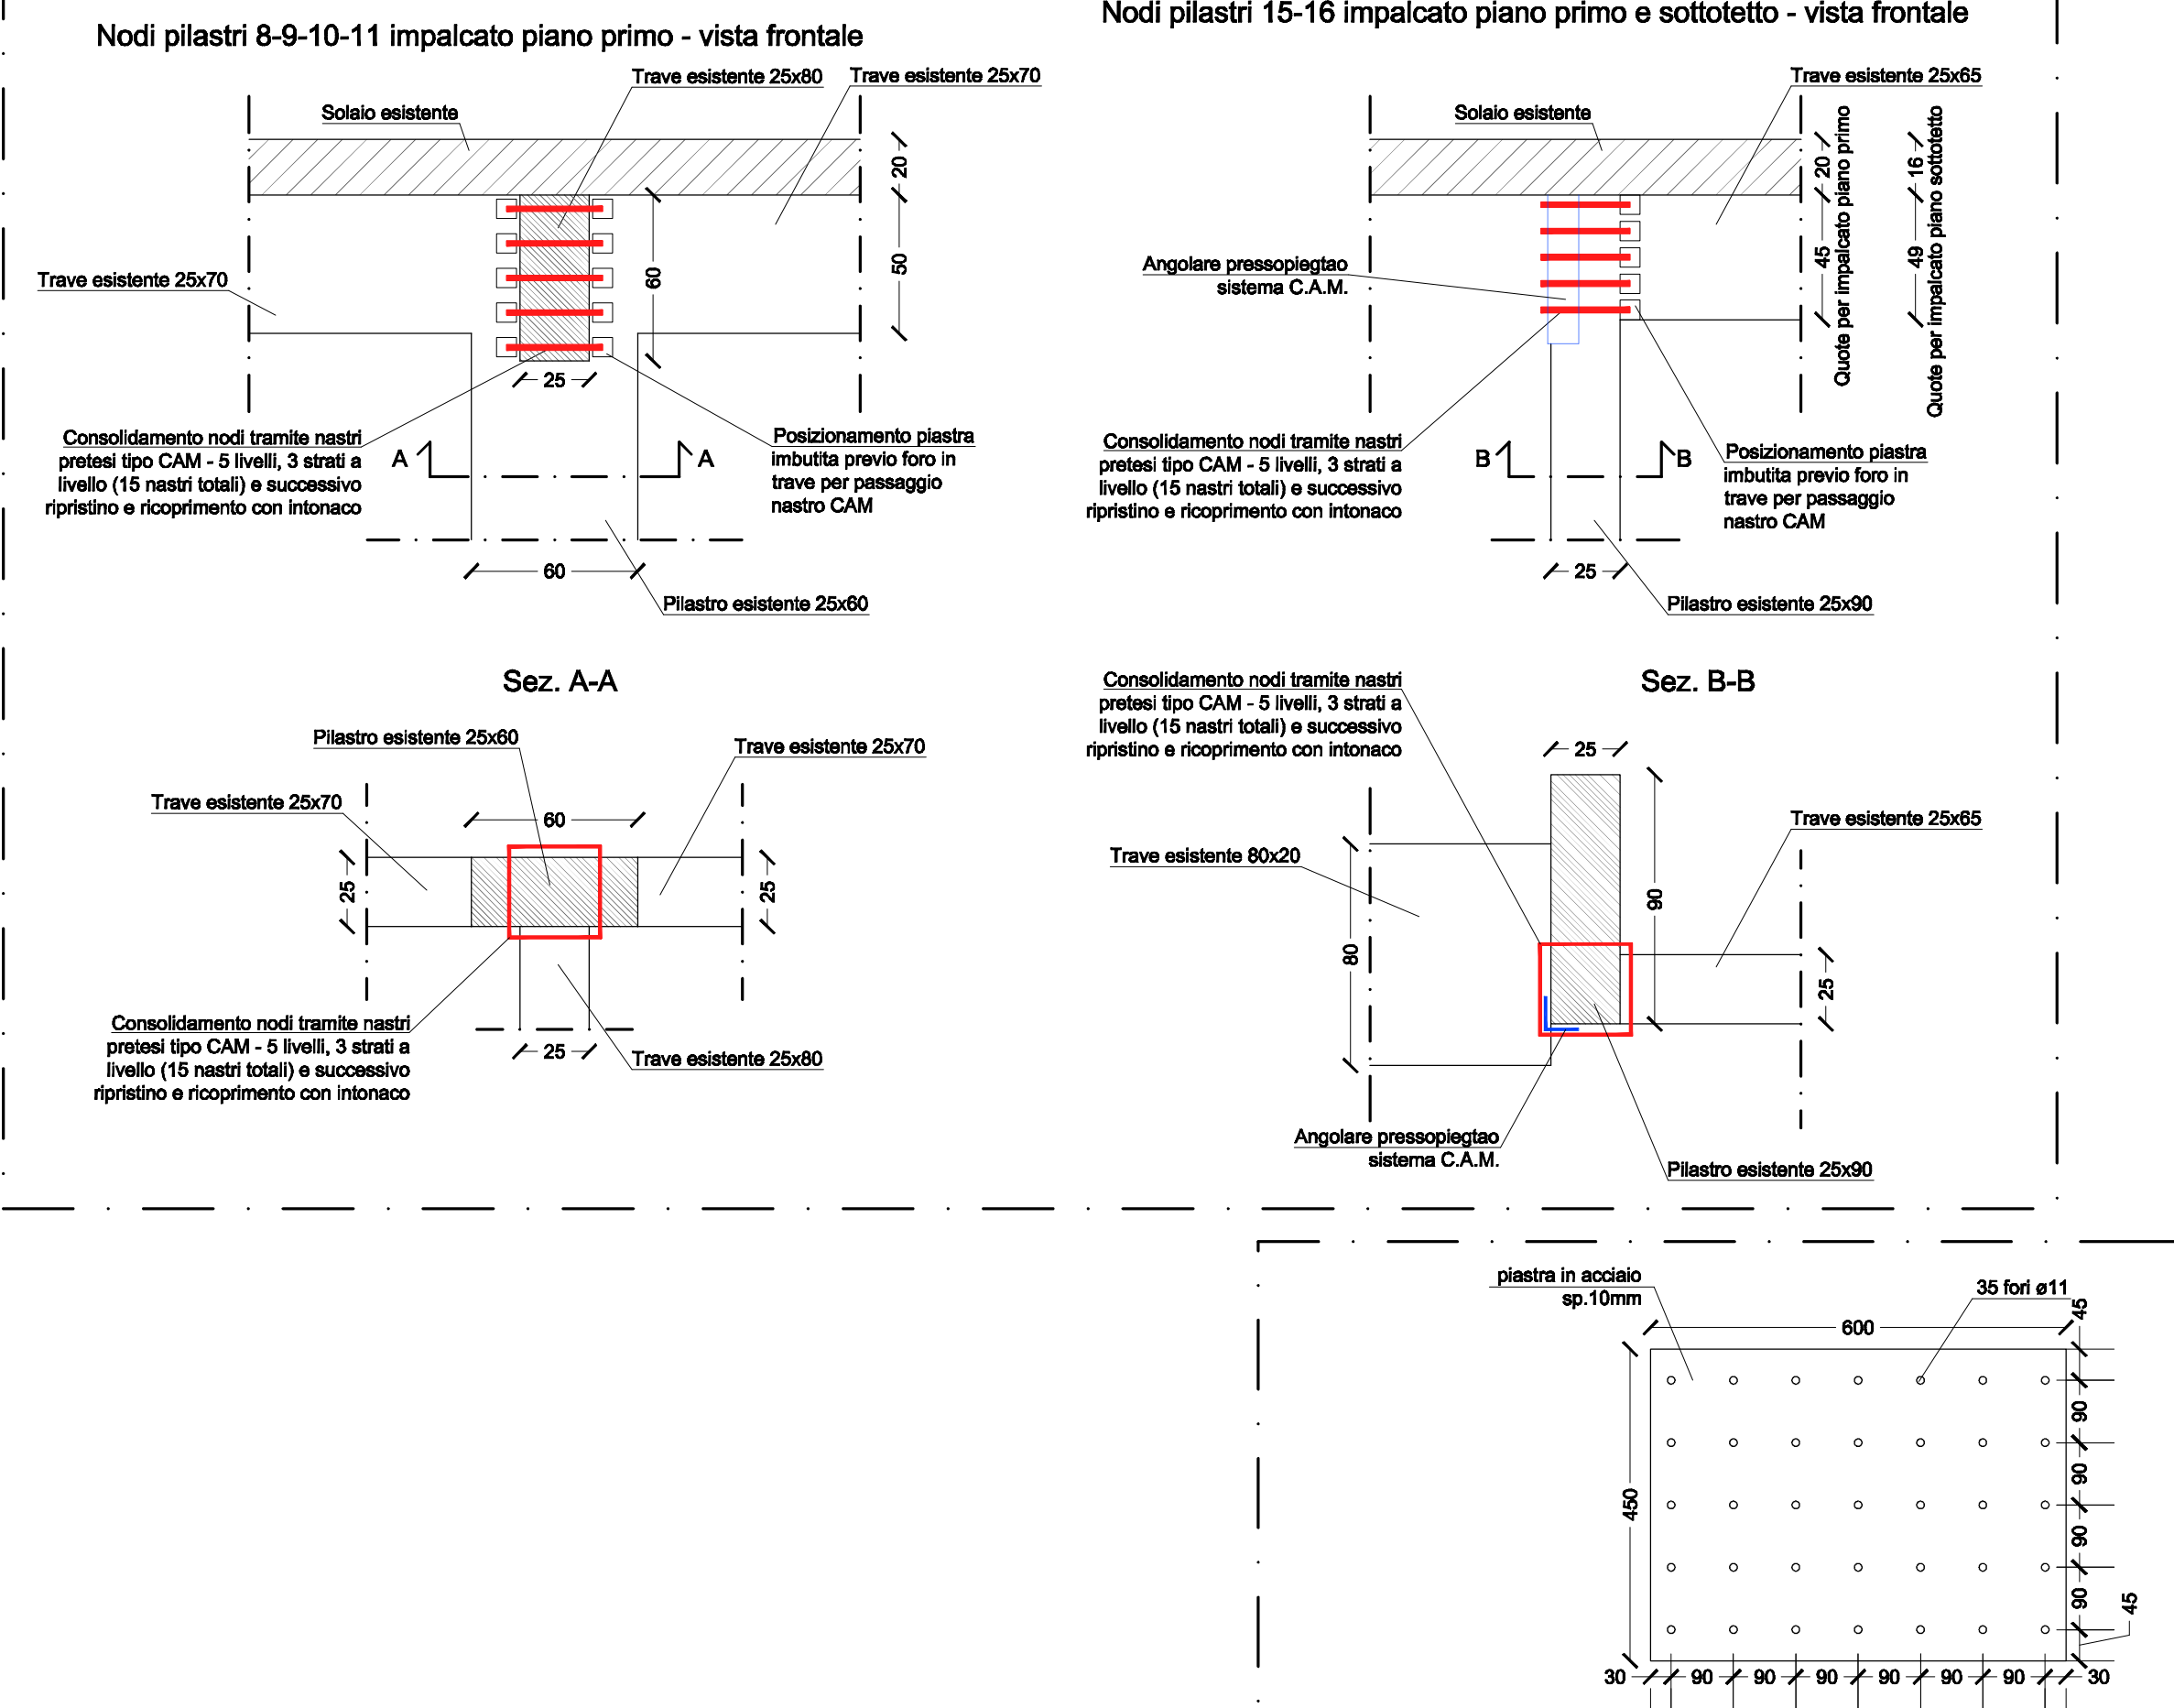 Nodi pilastri 8-9-10-11 impalcato piano primo - vista frontale
Trave esistente 25x80
Trave esistente 25x70
Solaio esistente
20
50
60
Trave esistente 25x70
25
Consolidamento nodi tramite nastri
pretesi tipo CAM - 5 livelli, 3 strati a
livello (15 nastri totali) e successivo
ripristino e ricoprimento con intonaco
A
A
Posizionamento piastra
imbutita previo foro in
trave per passaggio
nastro CAM
60
Pilastro esistente 25x60
Nodi pilastri 15-16 impalcato piano primo e sottotetto - vista frontale
Trave esistente 25x65
Solaio esistente
20
45
Quote per impalcato piano primo
16
49
Quote per impalcato piano sottotetto
Angolare pressopiegtao
sistema C.A.M.
Consolidamento nodi tramite nastri
pretesi tipo CAM - 5 livelli, 3 strati a
livello (15 nastri totali) e successivo
ripristino e ricoprimento con intonaco
B
B
Posizionamento piastra
imbutita previo foro in
trave per passaggio
nastro CAM
25
Pilastro esistente 25x90
Sez. A-A
Pilastro esistente 25x60
Trave esistente 25x70
Trave esistente 25x70
60
25
25
Consolidamento nodi tramite nastri
pretesi tipo CAM - 5 livelli, 3 strati a
livello (15 nastri totali) e successivo
ripristino e ricoprimento con intonaco
25
Trave esistente 25x80
Sez. B-B
Consolidamento nodi tramite nastri
pretesi tipo CAM - 5 livelli, 3 strati a
livello (15 nastri totali) e successivo
ripristino e ricoprimento con intonaco
25
Trave esistente 25x65
Trave esistente 80x20
90
80
25
Angolare pressopiegtao
sistema C.A.M.
Pilastro esistente 25x90
piastra in acciaio
sp.10mm
35 fori ø11
45
600
90
90
450
90
90
45
30
90
90
90
90
90
90
30